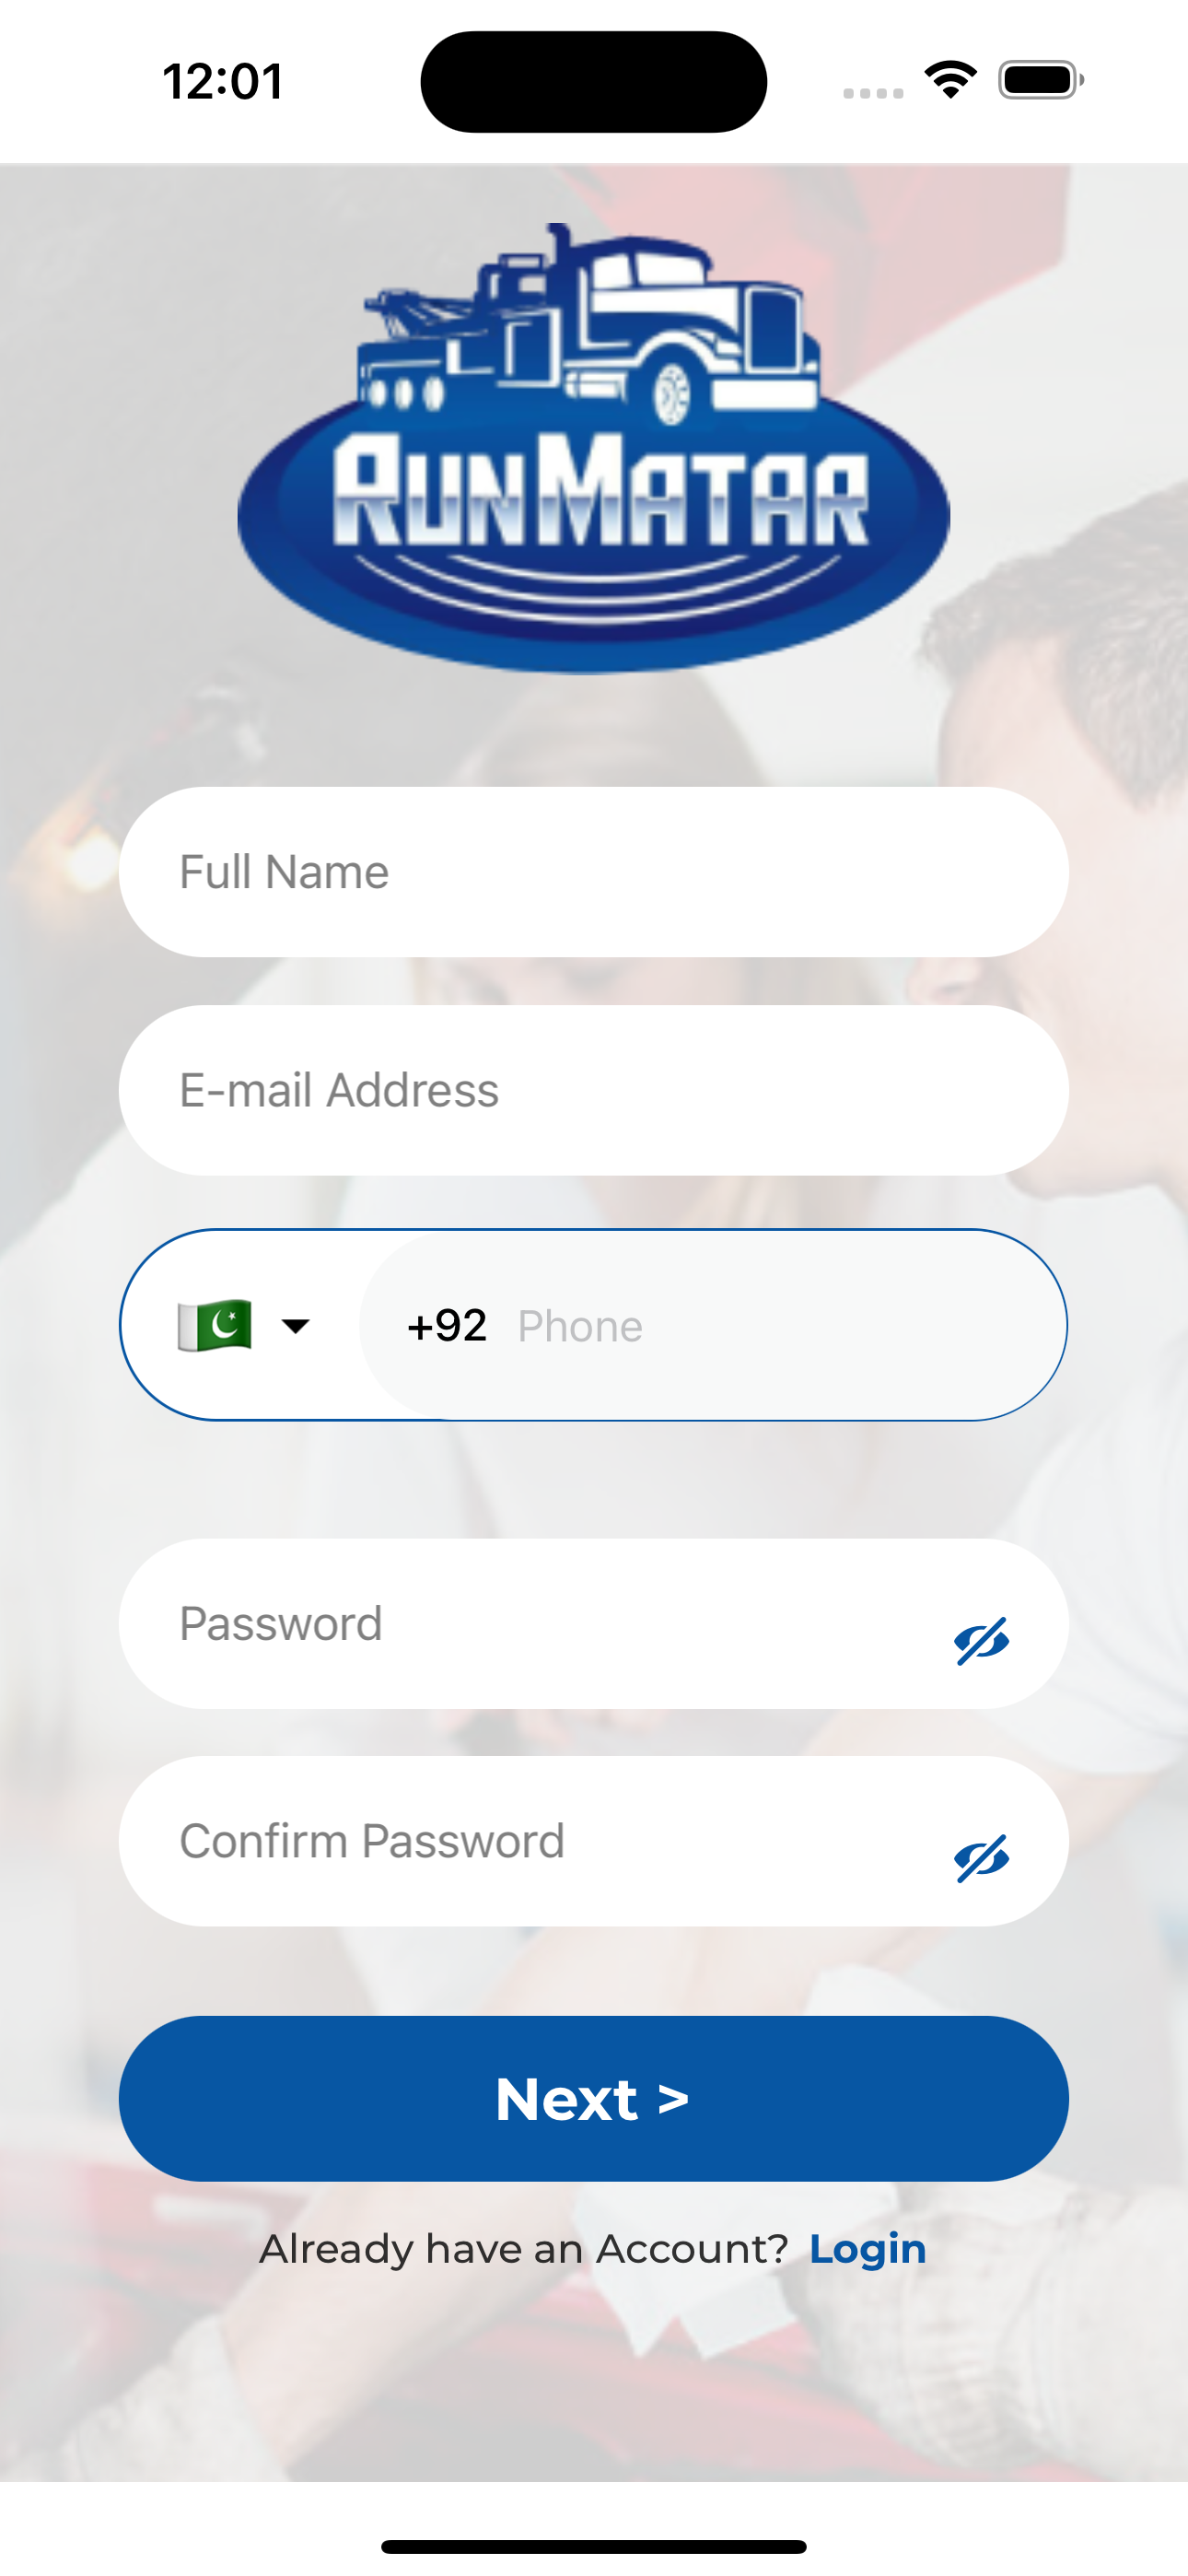 12:01
RUNMATAR
Full Name
E-mail Address
+92 Phone
Password
Confirm Password
Next >
Already have an Account? Login